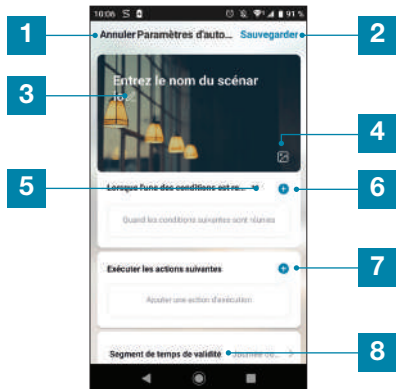 10:06 91 %
1 Annuler Paramètres d'auto... Sauvegarder 2
Entrez le nom du scénar
io
3
4
5 Lorsque l'une des conditions est re... 6
Quand les conditions suivantes sont réunies
Exécuter les actions suivantes 7
Ajouter une action d'exécution
Segment de temps de validité Journée co... 8